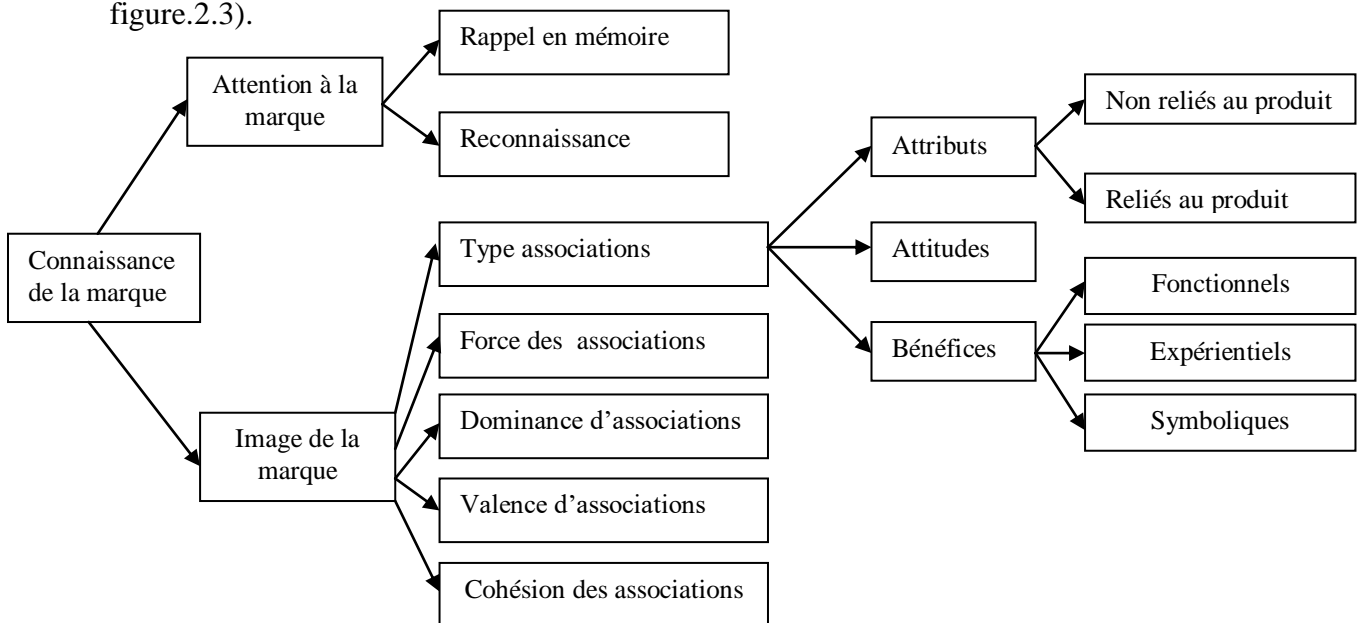 figure.2.3).
Rappel en mémoire
Attention à la
marque
Reconnaissance
Connaissance
de la marque
Image de la
marque
Type associations
Force des  associations
Dominance d’associations
Valence d’associations
Cohésion des associations
Attributs
Attitudes
Bénéfices
Non reliés au produit
Reliés au produit
Fonctionnels
Expérientiels
Symboliques